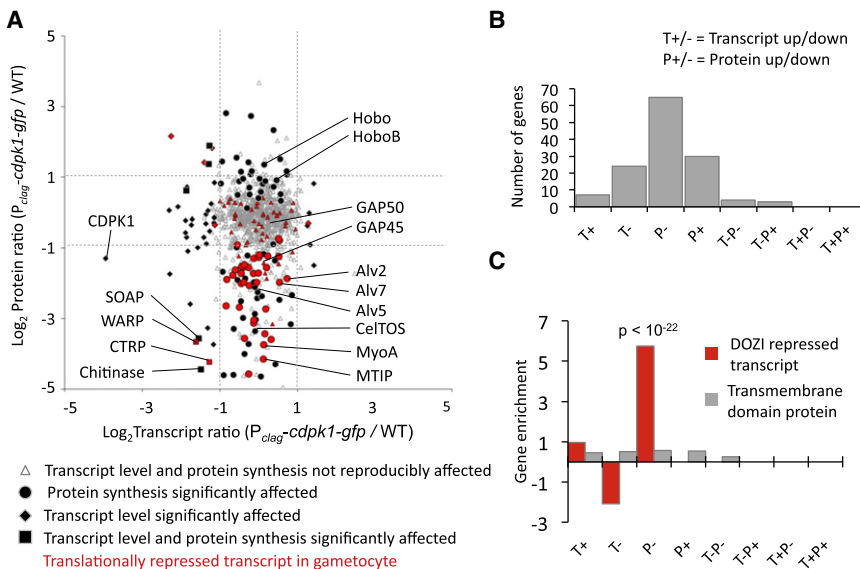 A
5
3
1
-1
-3
-5
Log2 Protein ratio (Pclag-cdpk1-gfp / WT)
Hobo
HoboB
GAP50
GAP45
Alv2
Alv7
Alv5
CelTOS
MyoA
MTIP
CDPK1
SOAP
WARP
CTRP
Chitinase
-5 -3 -1 1 3 5
Log2Transcript ratio (Pclag-cdpk1-gfp / WT)
Transcript level and protein synthesis not reproducibly affected
Protein synthesis significantly affected
Transcript level significantly affected
Transcript level and protein synthesis significantly affected
Translationally repressed transcript in gametocyte
B
T+/- = Transcript up/down
P+/- = Protein up/down
Number of genes
70
60
50
40
30
20
10
0
T+ T- P- P+ T-P- T-P+ T+P- T+P+
C
Gene enrichment
7
5
3
1
-1
-3
p < 10-22
DOZI repressed
transcript
Transmembrane
domain protein
T+ T- P- P+ T-P- T-P+ T+P- T+P+